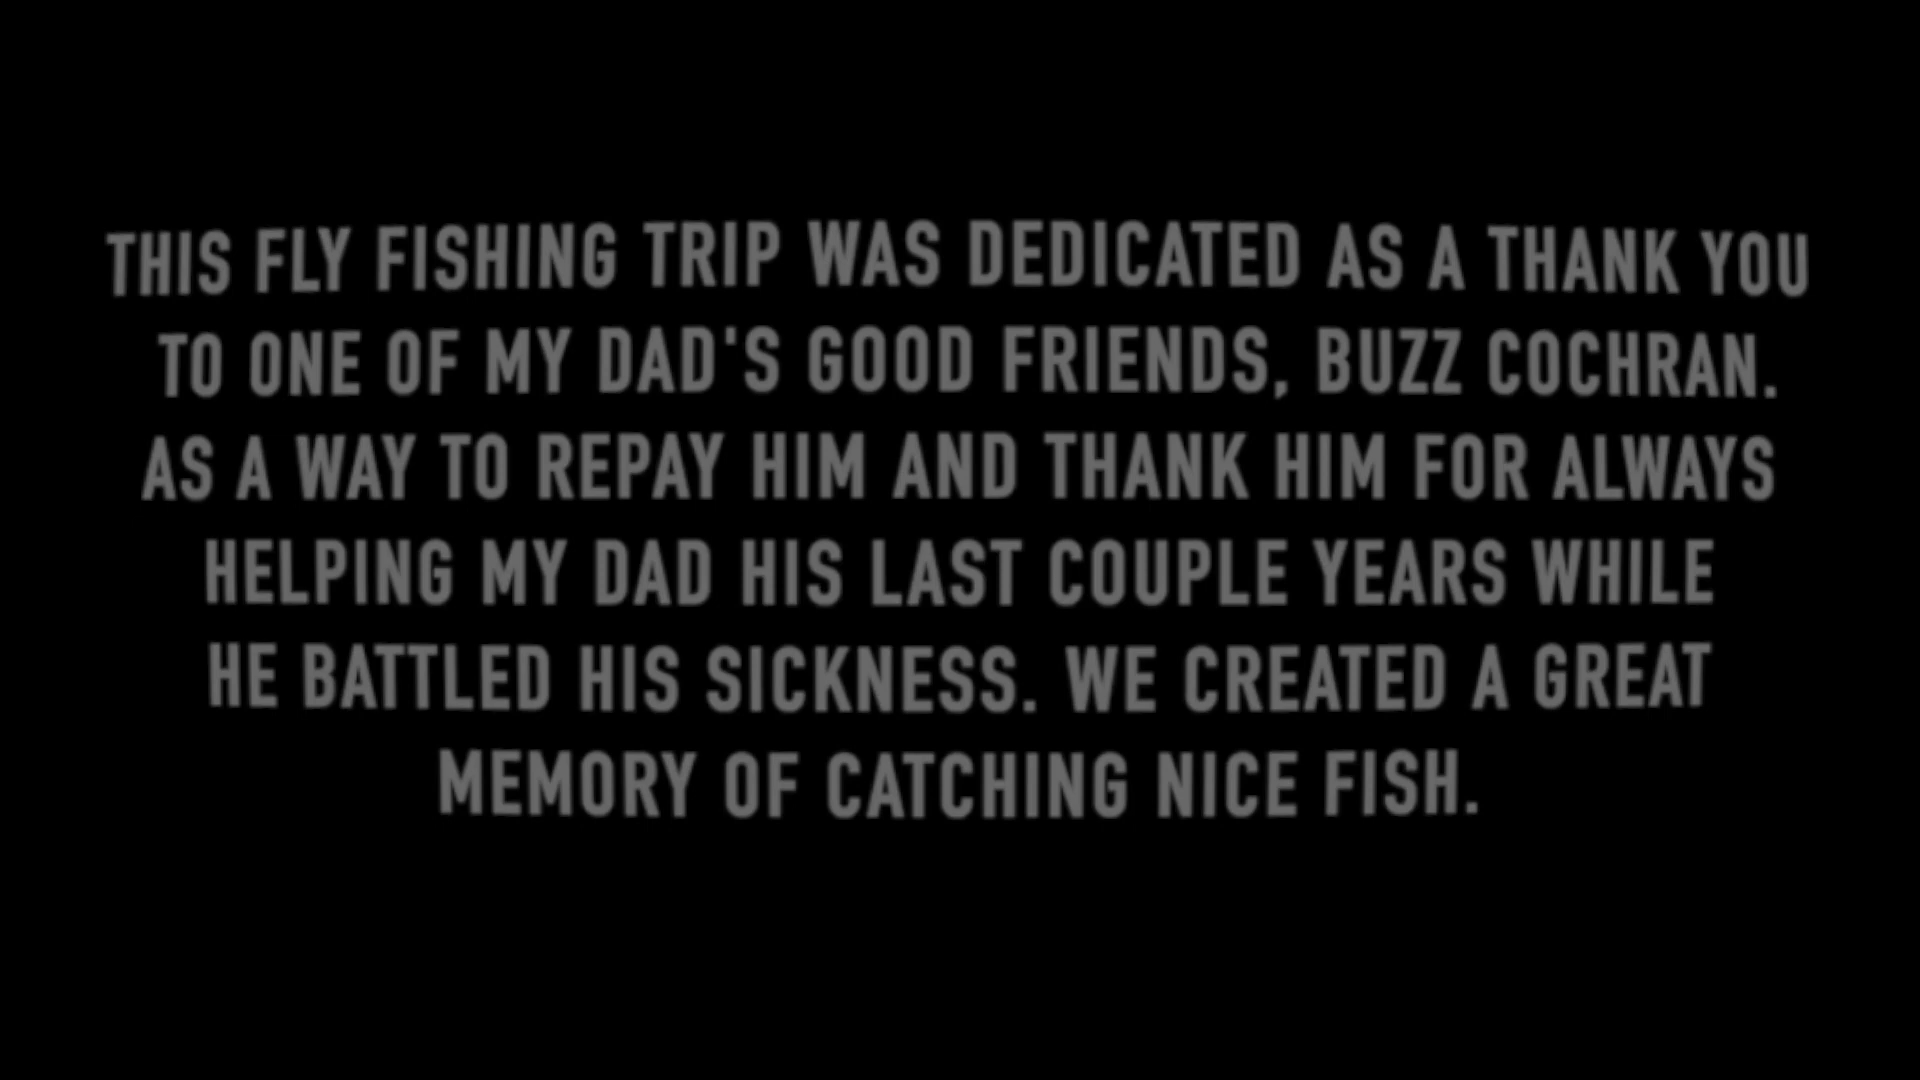 THIS FLY FISHING TRIP WAS DEDICATED AS A THANK YOU
TO ONE OF MY DAD'S GOOD FRIENDS, BUZZ COCHRAN.
AS A WAY TO REPAY HIM AND THANK HIM FOR ALWAYS
HELPING MY DAD HIS LAST COUPLE YEARS WHILE
HE BATTLED HIS SICKNESS. WE CREATED A GREAT
MEMORY OF CATCHING NICE FISH.